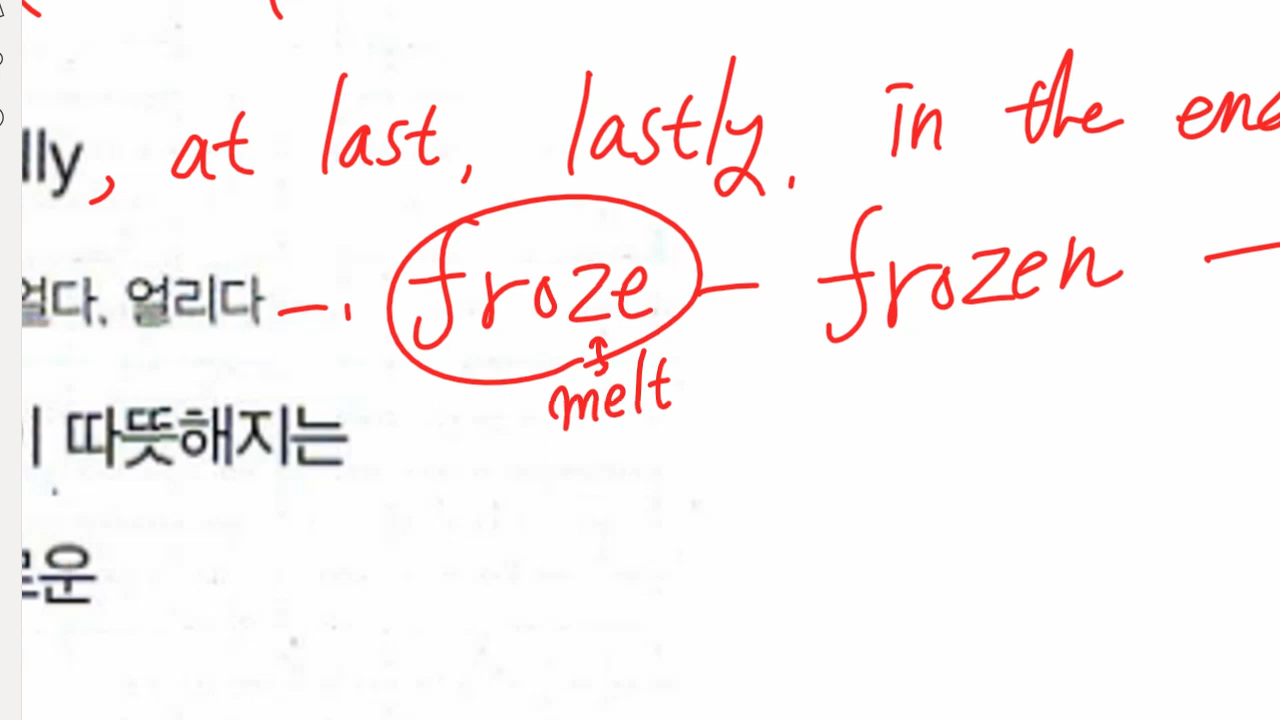 lly, at last, lastly. in the end
얼다, 얼리다 — froze — frozen —
↕
melt
따뜻해지는
운